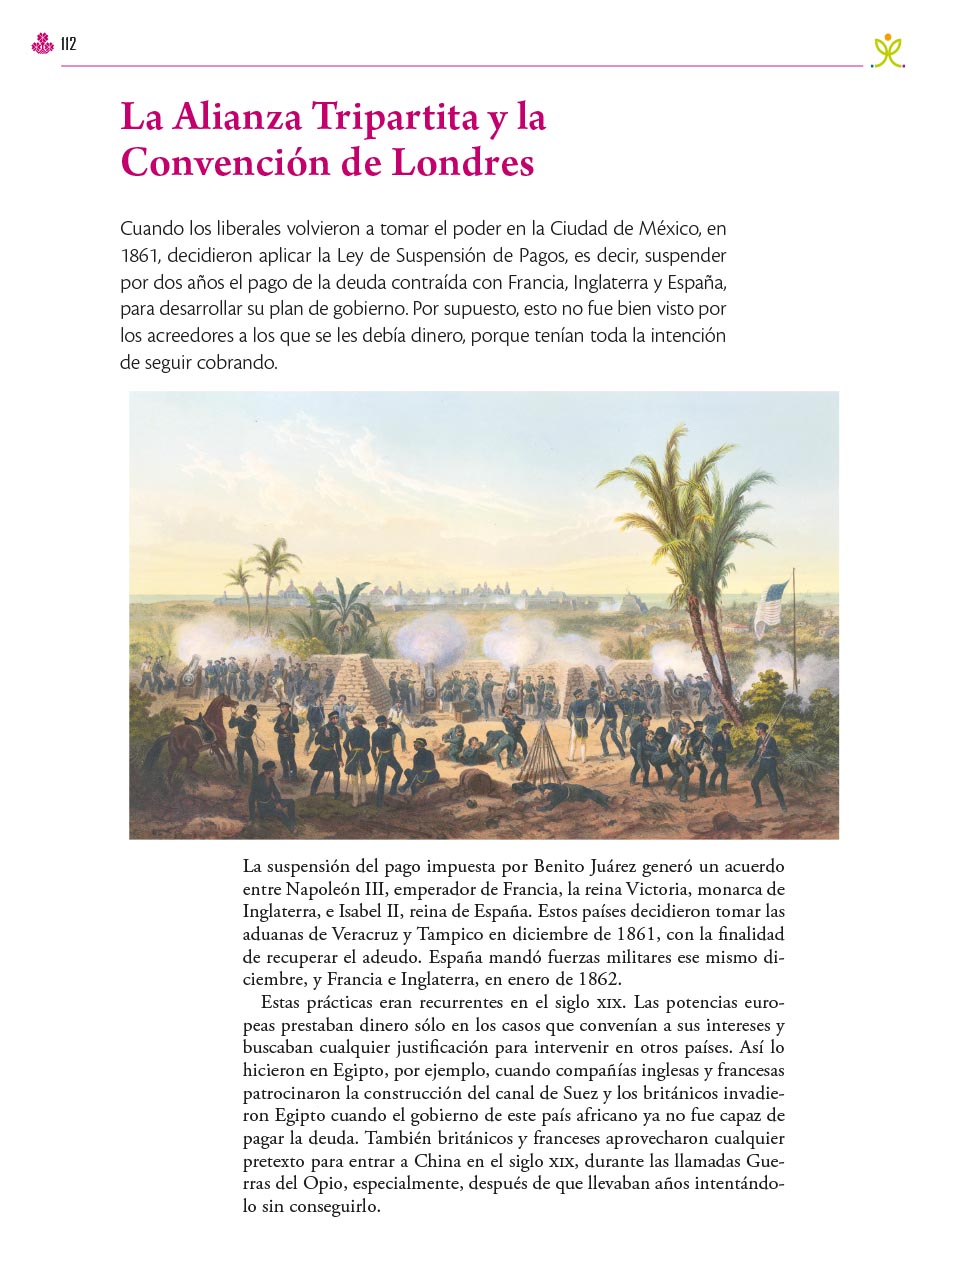 112
La Alianza Tripartita y la
Convención de Londres
Cuando los liberales volvieron a tomar el poder en la Ciudad de México, en
1861, decidieron aplicar la Ley de Suspensión de Pagos, es decir, suspender
por dos años el pago de la deuda contraída con Francia, Inglaterra y España,
para desarrollar su plan de gobierno. Por supuesto, esto no fue bien visto por
los acreedores a los que se les debía dinero, porque tenían toda la intención
de seguir cobrando.
La suspensión del pago impuesta por Benito Juárez generó un acuerdo
entre Napoleón III, emperador de Francia, la reina Victoria, monarca de
Inglaterra, e Isabel II, reina de España. Estos países decidieron tomar las
aduanas de Veracruz y Tampico en diciembre de 1861, con la finalidad
de recuperar el adeudo. España mandó fuerzas militares ese mismo di-
ciembre, y Francia e Inglaterra, en enero de 1862.
Estas prácticas eran recurrentes en el siglo XIX. Las potencias euro-
peas prestaban dinero sólo en los casos que convenían a sus intereses y
buscaban cualquier justificación para intervenir en otros países. Así lo
hicieron en Egipto, por ejemplo, cuando compañías inglesas y francesas
patrocinaron la construcción del canal de Suez y los británicos invadie-
ron Egipto cuando el gobierno de este país africano ya no fue capaz de
pagar la deuda. También británicos y franceses aprovecharon cualquier
pretexto para entrar a China en el siglo XIX, durante las llamadas Gue-
rras del Opio, especialmente, después de que llevaban años intentándo-
lo sin conseguirlo.